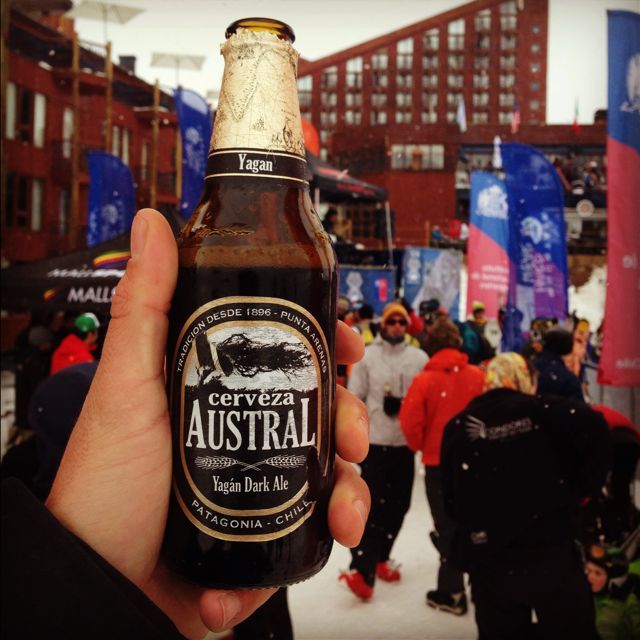 Yagan
TRADICION DESDE 1896 - PUNTA ARENAS
cerveza
AUSTRAL
Yagán Dark Ale
PATAGONIA - CHILE
MALL